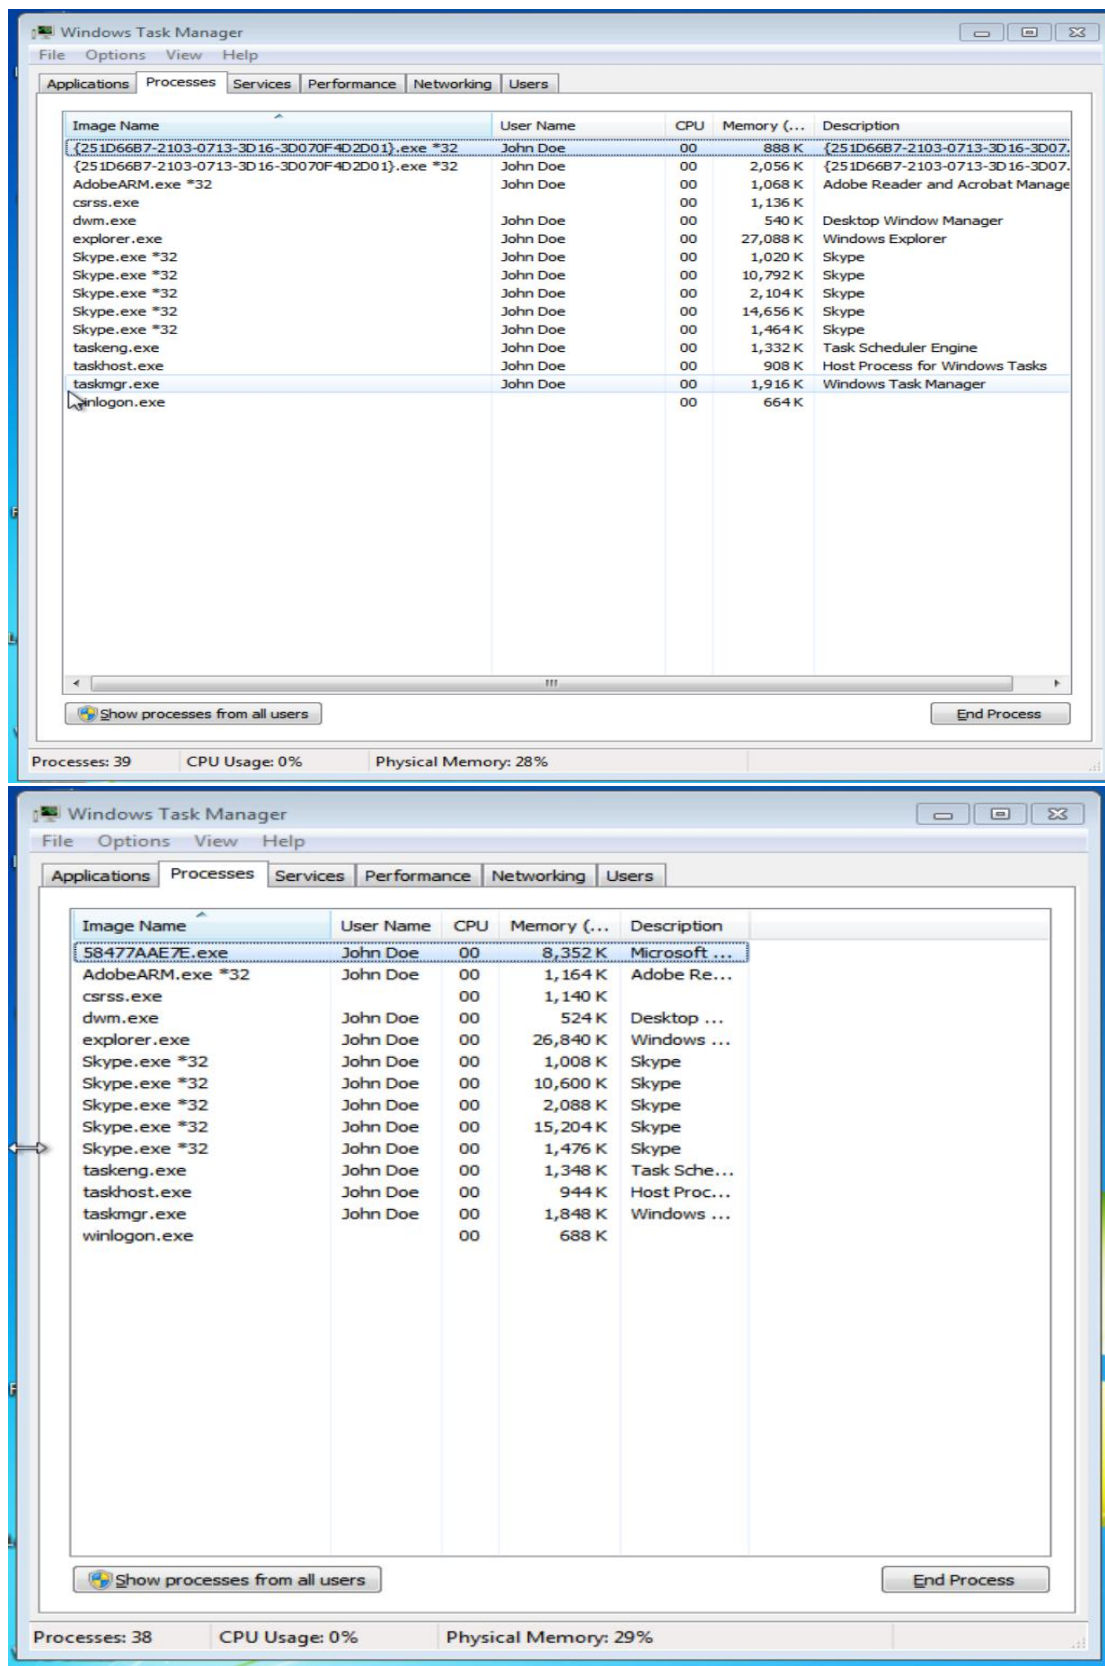 Windows Task Manager
File Options View Help
Applications Processes Services Performance Networking Users
Image Name User Name CPU Memory (... Description
{251D66B7-2103-0713-3D16-3D070F4D2D01}.exe *32 John Doe 00 888 K {251D66B7-2103-0713-3D16-3D07.
{251D66B7-2103-0713-3D16-3D070F4D2D01}.exe *32 John Doe 00 2,056 K {251D66B7-2103-0713-3D16-3D07.
AdobeARM.exe *32 John Doe 00 1,068 K Adobe Reader and Acrobat Manage
csrss.exe 00 1,136 K
dwm.exe John Doe 00 540 K Desktop Window Manager
explorer.exe John Doe 00 27,088 K Windows Explorer
Skype.exe *32 John Doe 00 1,020 K Skype
Skype.exe *32 John Doe 00 10,792 K Skype
Skype.exe *32 John Doe 00 2,104 K Skype
Skype.exe *32 John Doe 00 14,656 K Skype
Skype.exe *32 John Doe 00 1,464 K Skype
taskeng.exe John Doe 00 1,332 K Task Scheduler Engine
taskhost.exe John Doe 00 908 K Host Process for Windows Tasks
taskmgr.exe John Doe 00 1,916 K Windows Task Manager
winlogon.exe 00 664 K
Show processes from all users End Process
Processes: 39 CPU Usage: 0% Physical Memory: 28%
Windows Task Manager
File Options View Help
Applications Processes Services Performance Networking Users
Image Name User Name CPU Memory (... Description
58477AAE7E.exe John Doe 00 8,352 K Microsoft ...
AdobeARM.exe *32 John Doe 00 1,164 K Adobe Re...
csrss.exe 00 1,140 K
dwm.exe John Doe 00 524 K Desktop ...
explorer.exe John Doe 00 26,840 K Windows ...
Skype.exe *32 John Doe 00 1,008 K Skype
Skype.exe *32 John Doe 00 10,600 K Skype
Skype.exe *32 John Doe 00 2,088 K Skype
Skype.exe *32 John Doe 00 15,204 K Skype
Skype.exe *32 John Doe 00 1,476 K Skype
taskeng.exe John Doe 00 1,348 K Task Sche...
taskhost.exe John Doe 00 944 K Host Proc...
taskmgr.exe John Doe 00 1,848 K Windows ...
winlogon.exe 00 688 K
Show processes from all users End Process
Processes: 38 CPU Usage: 0% Physical Memory: 29%